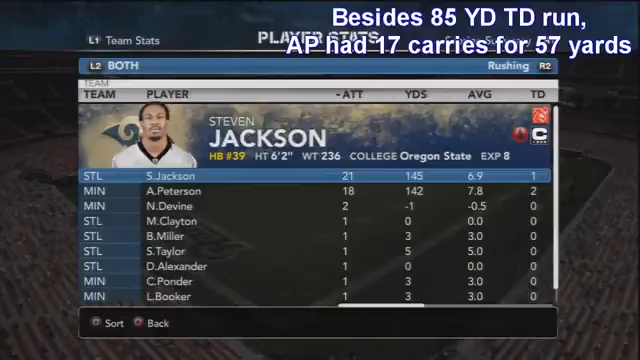 Besides 85 YD TD run,
AP had 17 carries for 57 yards
L1 Team Stats PLAYER STATS
L2 BOTH Rushing R2
TEAM
TEAM PLAYER ATT YDS AVG TD
STEVEN
JACKSON
HB #39 HT 6'2" WT 236 COLLEGE Oregon State EXP 8
C
STL S.Jackson 21 145 6.9 1
MIN A.Peterson 18 142 7.8 2
MIN N.Devine 2 -1 -0.5 0
STL M.Clayton 1 0 0.0 0
STL B.Miller 1 3 3.0 0
STL S.Taylor 1 5 5.0 0
STL D.Alexander 1 0 0.0 0
MIN C.Ponder 1 3 3.0 0
MIN L.Booker 1 3 3.0 0
Sort Back